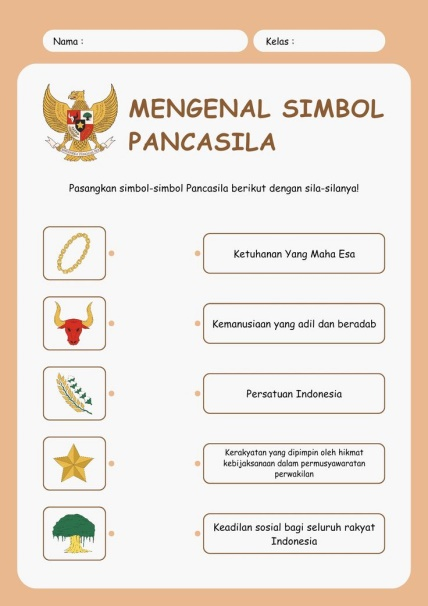 Nama :
Kelas :
MENGENAL SIMBOL
PANCASILA
Pasangkan simbol-simbol Pancasila berikut dengan sila-silanya!
Ketuhanan Yang Maha Esa
Kemanusiaan yang adil dan beradab
Persatuan Indonesia
Kerakyatan yang dipimpin oleh hikmat
kebijaksanaan dalam permusyawaratan
perwakilan
Keadilan sosial bagi seluruh rakyat
Indonesia